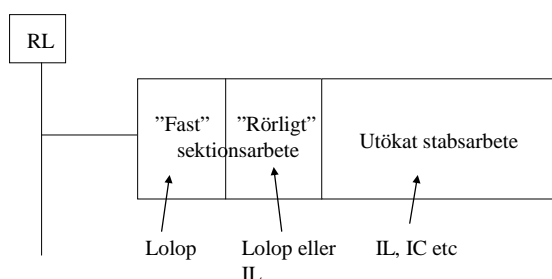 RL
”Fast” ”Rörligt”
sektionsarbete
Utökat stabsarbete
Lolop
Lolop eller
IL
IL, IC etc